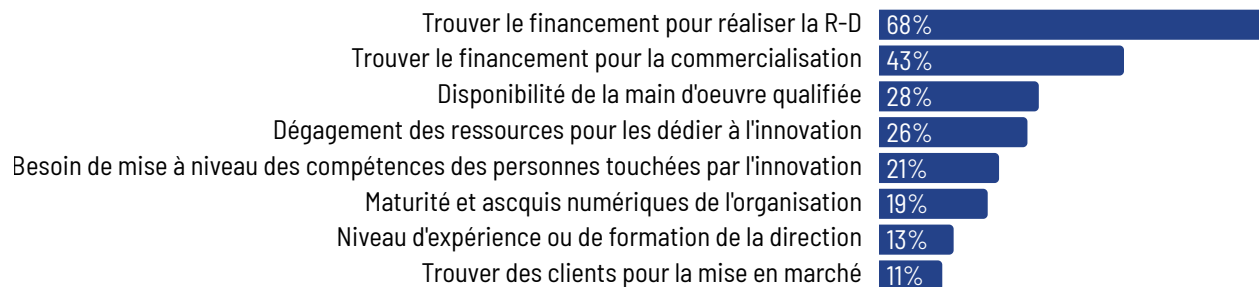 Trouver le financement pour réaliser la R-D 68%
Trouver le financement pour la commercialisation 43%
Disponibilité de la main d'oeuvre qualifiée 28%
Dégagement des ressources pour les dédier à l'innovation 26%
Besoin de mise à niveau des compétences des personnes touchées par l'innovation 21%
Maturité et ascquis numériques de l'organisation 19%
Niveau d'expérience ou de formation de la direction 13%
Trouver des clients pour la mise en marché 11%